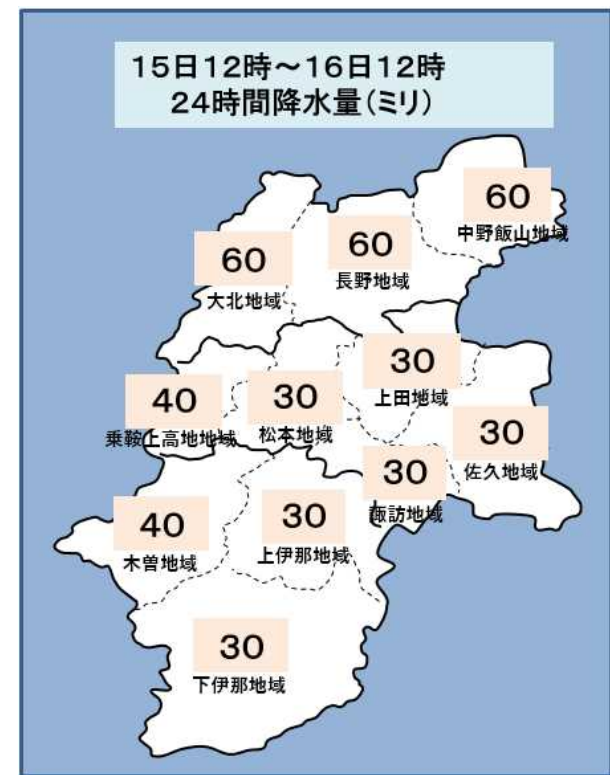 15日12時~16日12時
24時間降水量(ミリ)
60
中野飯山地域
60
長野地域
60
大北地域
30
上田地域
40
乗鞍上高地地域
30
松本地域
30
佐久地域
30
諏訪地域
40
木曽地域
30
上伊那地域
30
下伊那地域